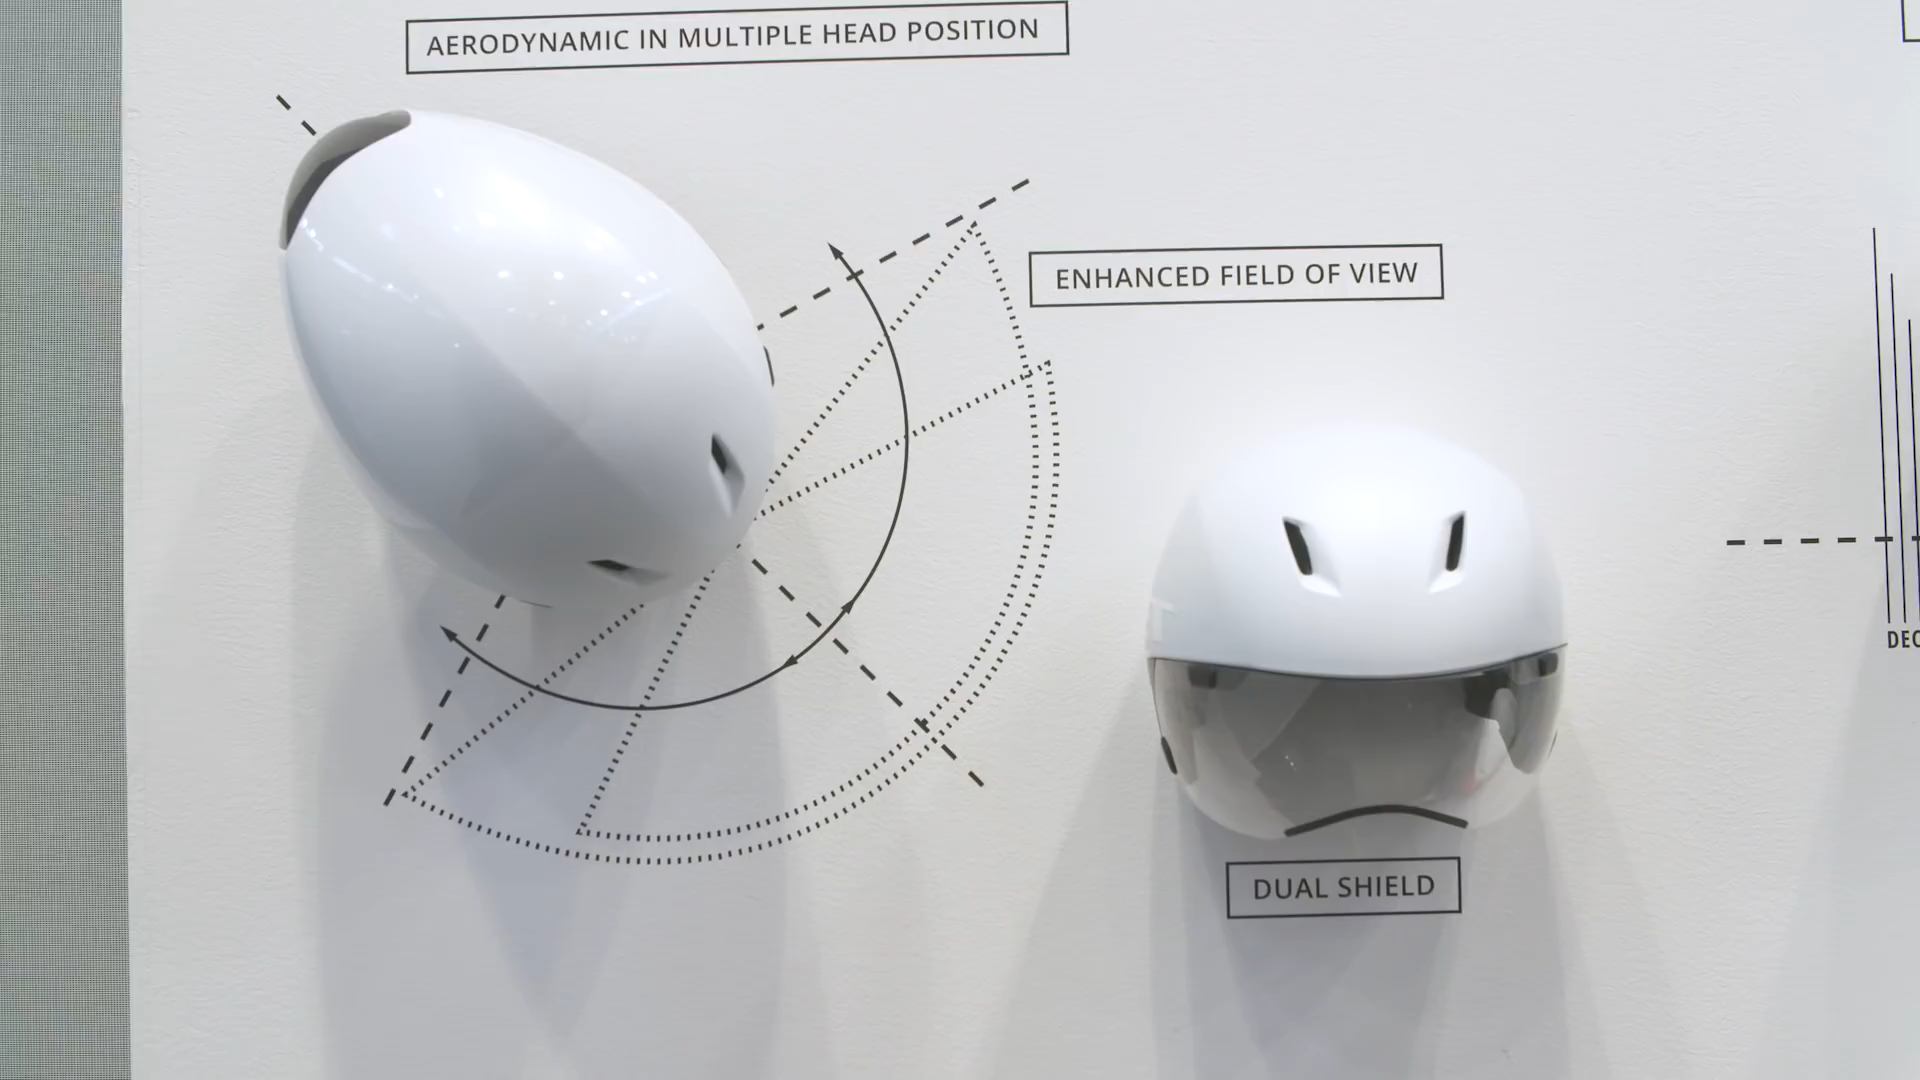 AERODYNAMIC IN MULTIPLE HEAD POSITION
ENHANCED FIELD OF VIEW
DUAL SHIELD